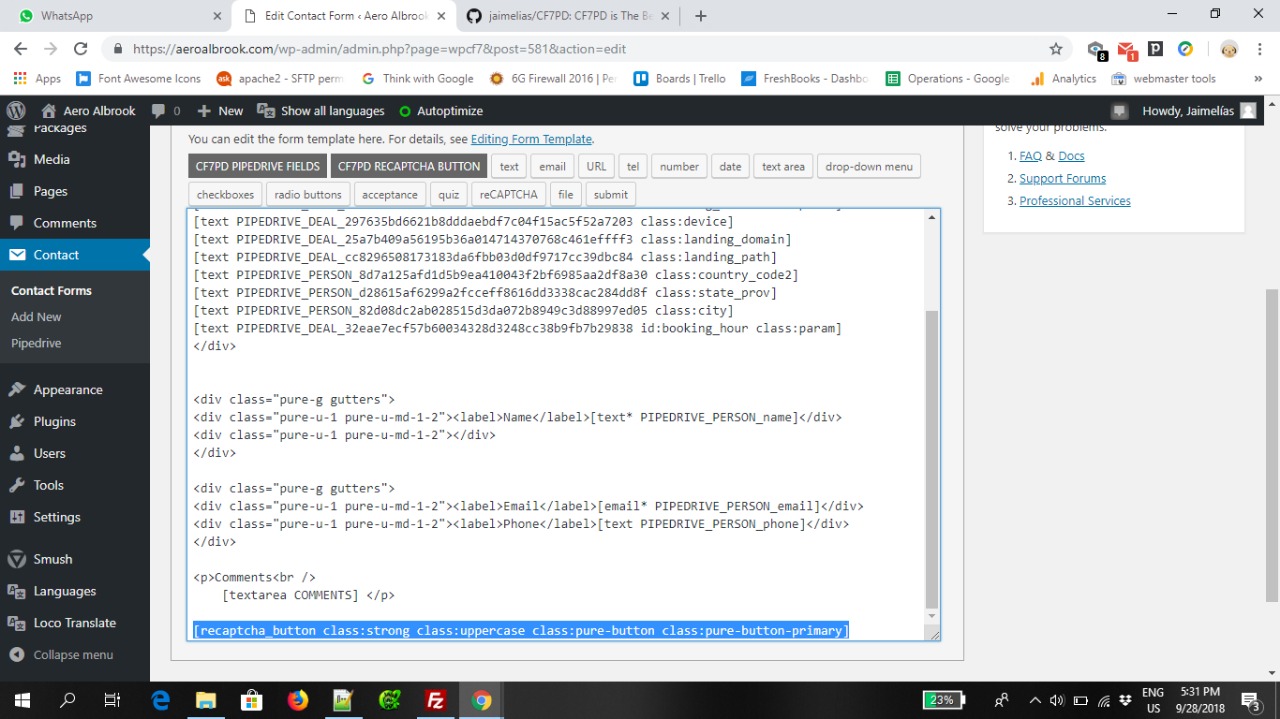 WhatsApp
Edit Contact Form ‹ Aero Albrook
jaimelias/CF7PD: CF7PD is The Be
https://aeroalbrook.com/wp-admin/admin.php?page=wpcf7&post=581&action=edit
8
1
Apps
Font Awesome Icons
apache2 - SFTP perm
Think with Google
6G Firewall 2016 | Per
Boards | Trello
FreshBooks - Dashbo
Operations - Google
Analytics
webmaster tools
»
Aero Albrook
0
New
Show all languages
Autoptimize
Howdy, Jaimelías
Packages
Media
Pages
Comments
Contact
Contact Forms
Add New
Pipedrive
Appearance
Plugins
Users
Tools
Settings
Smush
Languages
Loco Translate
Collapse menu
You can edit the form template here. For details, see Editing Form Template.
CF7PD PIPEDRIVE FIELDS
CF7PD RECAPTCHA BUTTON
text
email
URL
tel
number
date
text area
drop-down menu
checkboxes
radio buttons
acceptance
quiz
reCAPTCHA
file
submit
[text PIPEDRIVE_DEAL_297635bd6621b8dddaebdf7c04f15ac5f52a7203 class:device]
[text PIPEDRIVE_DEAL_25a7b409a56195b36a014714370768c461effff3 class:landing_domain]
[text PIPEDRIVE_DEAL_cc8296508173183da6fbb03d0df9717cc39dbc84 class:landing_path]
[text PIPEDRIVE_PERSON_8d7a125afd1d5b9ea410043f2bf6985aa2df8a30 class:country_code2]
[text PIPEDRIVE_PERSON_d28615af6299a2fcceff8616dd3338cac284dd8f class:state_prov]
[text PIPEDRIVE_PERSON_82d08dc2ab028515d3da072b8949c3d88997ed05 class:city]
[text PIPEDRIVE_DEAL_32eae7ecf57b60034328d3248cc38b9fb7b29838 id:booking_hour class:param]
</div>
<div class="pure-g gutters">
<div class="pure-u-1 pure-u-md-1-2"><label>Name</label>[text* PIPEDRIVE_PERSON_name]</div>
<div class="pure-u-1 pure-u-md-1-2"></div>
</div>
<div class="pure-g gutters">
<div class="pure-u-1 pure-u-md-1-2"><label>Email</label>[email* PIPEDRIVE_PERSON_email]</div>
<div class="pure-u-1 pure-u-md-1-2"><label>Phone</label>[text PIPEDRIVE_PERSON_phone]</div>
</div>
<p>Comments<br />
[textarea COMMENTS] </p>
[recaptcha_button class:strong class:uppercase class:pure-button class:pure-button-primary]
solve your problems.
1. FAQ & Docs
2. Support Forums
3. Professional Services
23%
ENG
US
5:31 PM
9/28/2018
3